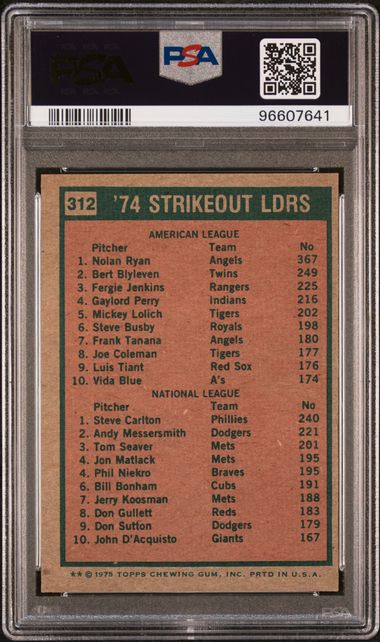 PSA
PSA
96607641
312 '74 STRIKEOUT LDRS
AMERICAN LEAGUE
Pitcher Team No
1. Nolan Ryan Angels 367
2. Bert Blyleven Twins 249
3. Fergie Jenkins Rangers 225
4. Gaylord Perry Indians 216
5. Mickey Lolich Tigers 202
6. Steve Busby Royals 198
7. Frank Tanana Angels 180
8. Joe Coleman Tigers 177
9. Luis Tiant Red Sox 176
10. Vida Blue A's 174
NATIONAL LEAGUE
Pitcher Team No.
1. Steve Carlton Phillies 240
2. Andy Messersmith Dodgers 221
3. Tom Seaver Mets 201
4. Jon Matlack Mets 195
4. Phil Niekro Braves 195
6. Bill Bonham Cubs 191
7. Jerry Koosman Mets 188
8. Don Gullett Reds 183
9. Don Sutton Dodgers 179
10. John D'Acquisto Giants 167
** © 1975 TOPPS CHEWING GUM, INC. PRTD IN U.S.A.
PSA